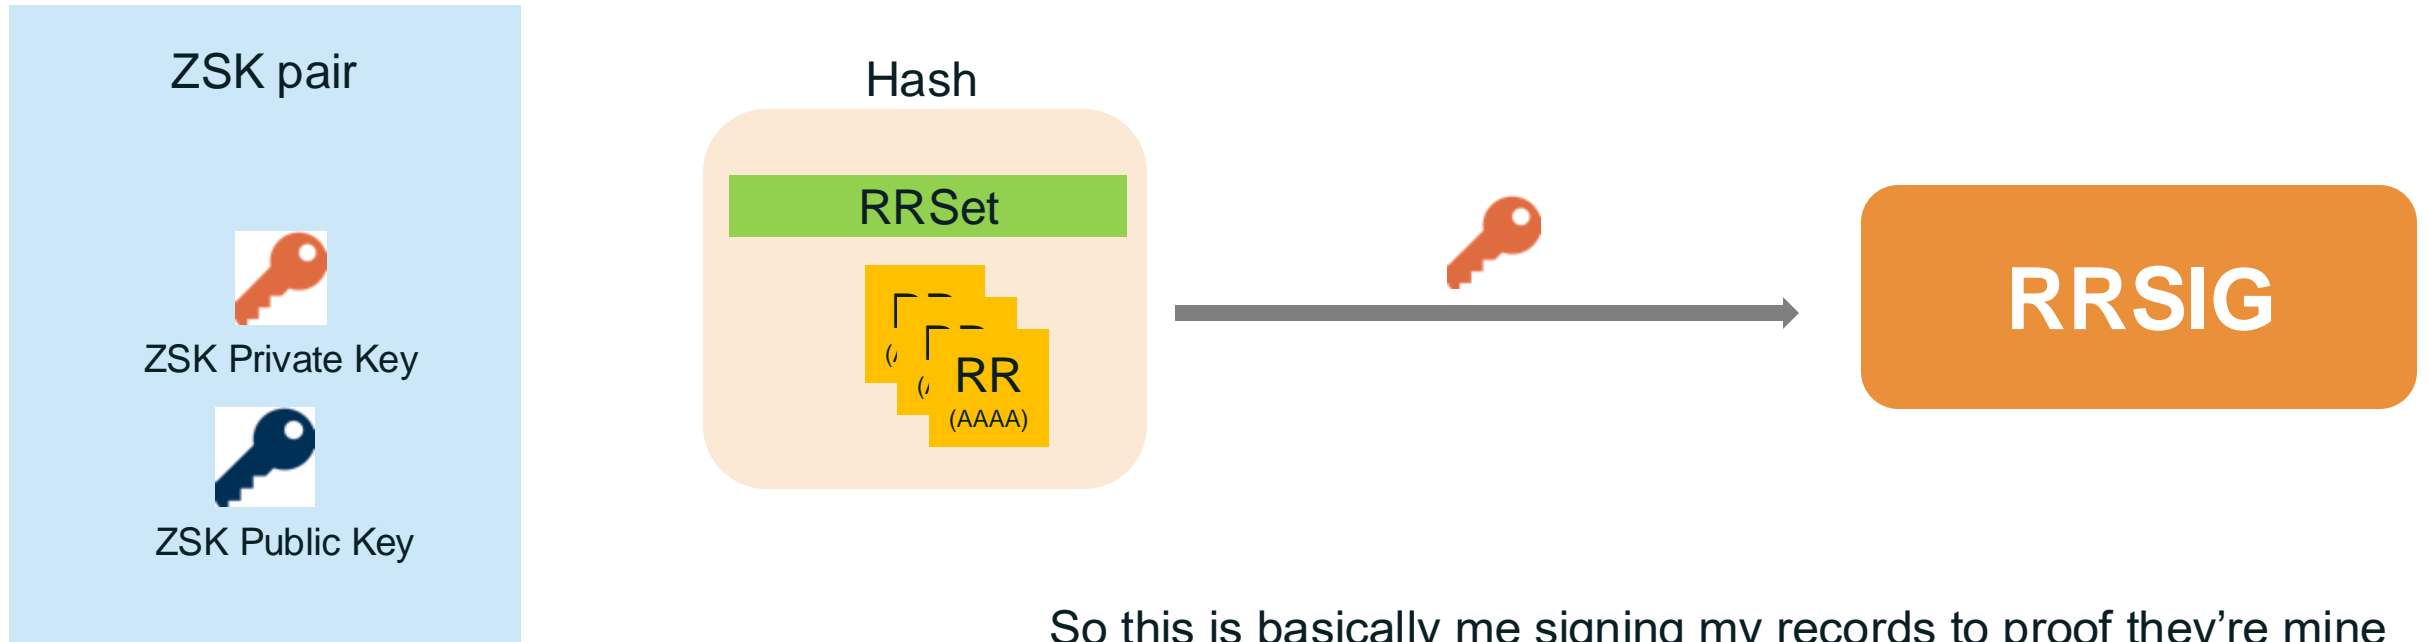 ZSK pair
ZSK Private Key
ZSK Public Key
Hash
RRSet
RR
(AAAA)
RRSIG
So this is basically me signing my records to proof they're mine